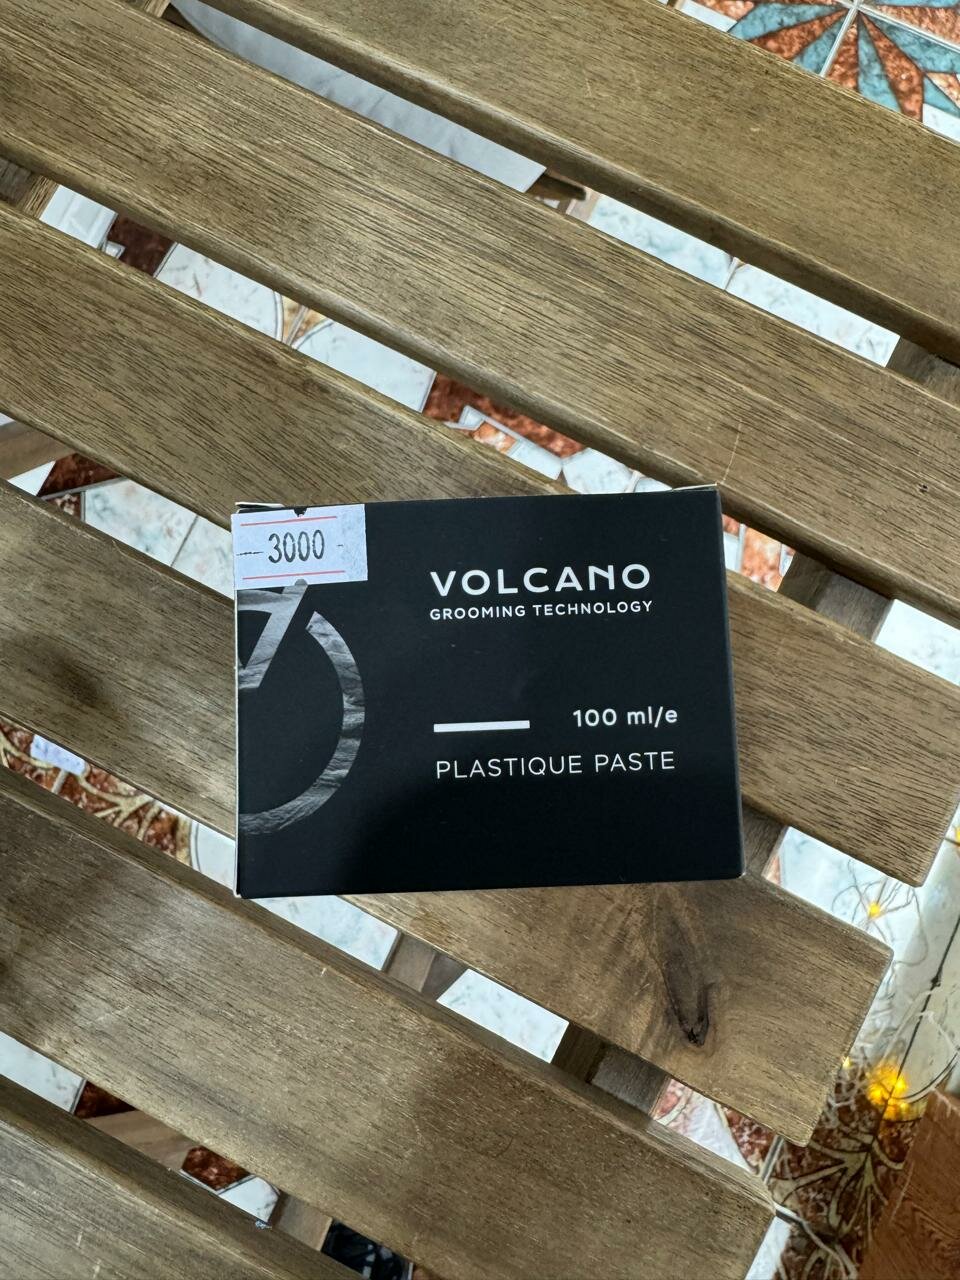 3000
VOLCANO
GROOMING TECHNOLOGY
100 ml/e
PLASTIQUE PASTE